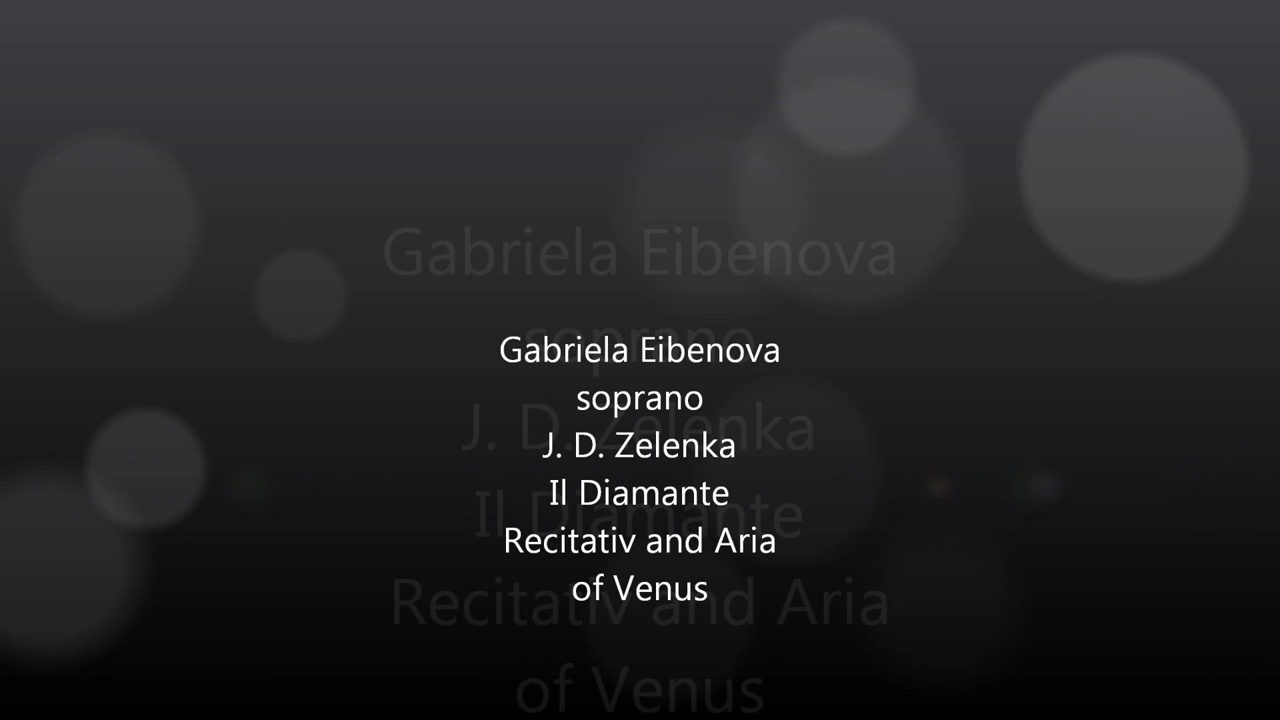 Gabriela Eibenova
soprano
J. D. Zelenka
Il Diamante
Recitativ and Aria
of Venus